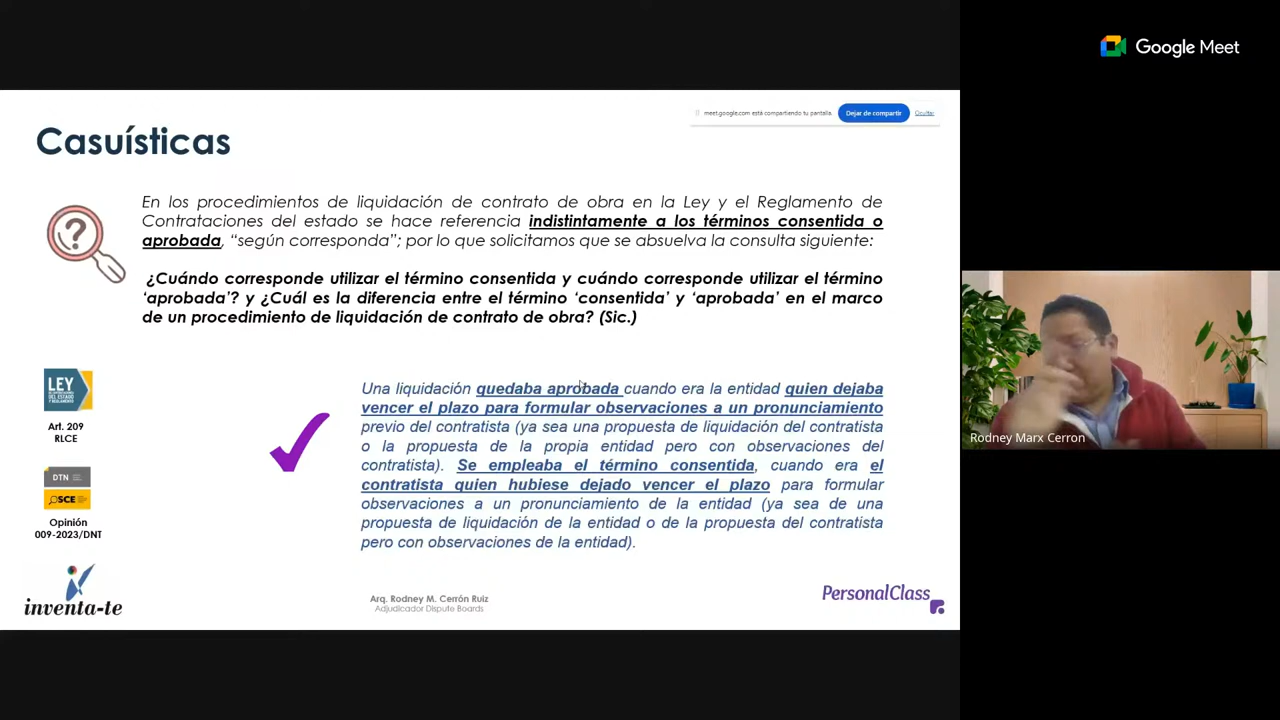 Google Meet
meet.google.com está compartiendo tu pantalla.
Dejar de compartir
Ocultar
Casuísticas
En los procedimientos de liquidación de contrato de obra en la Ley y el Reglamento de
Contrataciones del estado se hace referencia indistintamente a los términos consentida o
aprobada, “según corresponda”; por lo que solicitamos que se absuelva la consulta siguiente:
¿Cuándo corresponde utilizar el término consentida y cuándo corresponde utilizar el término
‘aprobada’? y ¿Cuál es la diferencia entre el término ‘consentida’ y ‘aprobada’ en el marco
de un procedimiento de liquidación de contrato de obra? (Sic.)
LEY
Art. 209
RLCE
DTN
OSCE
Opinión
009-2023/DNT
Una liquidación quedaba aprobada cuando era la entidad quien dejaba
vencer el plazo para formular observaciones a un pronunciamiento
previo del contratista (ya sea una propuesta de liquidación del contratista
o la propuesta de la propia entidad pero con observaciones del
contratista). Se empleaba el término consentida, cuando era el
contratista quien hubiese dejado vencer el plazo para formular
observaciones a un pronunciamiento de la entidad (ya sea de una
propuesta de liquidación de la entidad o de la propuesta del contratista
pero con observaciones de la entidad).
inventa-te
Arq. Rodney M. Cerrón Ruiz
Adjudicador Dispute Boards
PersonalClass
Rodney Marx Cerron